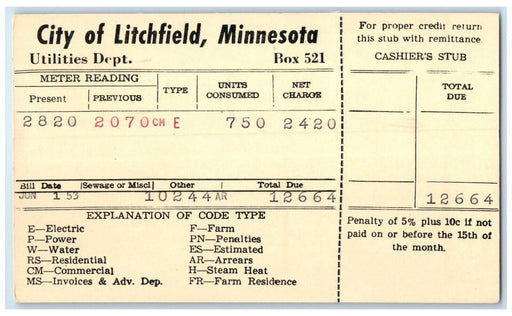 City of Litchfield, Minnesota
Utilities Dept. Box 521
METER READING
Present PREVIOUS TYPE UNITS CONSUMED NET CHARGE
2820 2070 CM E 750 2420
Bill Date Sewage or Miscl Other Total Due
JUN 1 53 10244 AR 12664
EXPLANATION OF CODE TYPE
E—Electric F—Farm
P—Power PN—Penalties
W—Water ES—Estimated
RS—Residential AR—Arrears
CM—Commercial H—Steam Heat
MS—Invoices & Adv. Dep. FR—Farm Residence
For proper credit return
this stub with remittance
CASHIER'S STUB
TOTAL
DUE
12664
Penalty of 5% plus 10c if not
paid on or before the 15th of
the month.